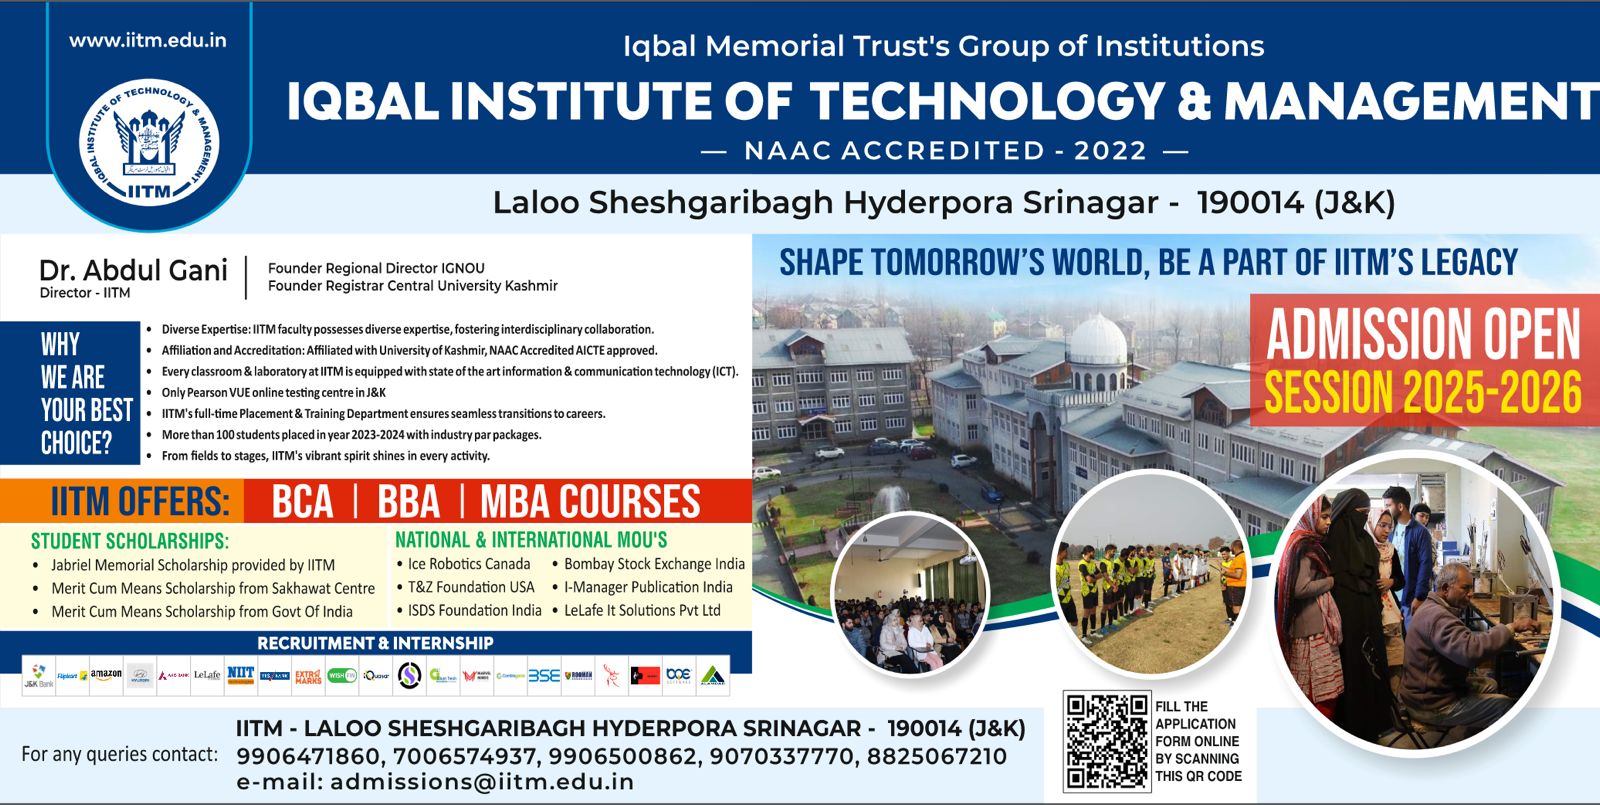 www.iitm.edu.in
IQBAL INSTITUTE OF TECHNOLOGY & MANAGEMENT
IITM
Iqbal Memorial Trust's Group of Institutions
IQBAL INSTITUTE OF TECHNOLOGY & MANAGEMENT
— NAAC ACCREDITED - 2022 —
Laloo Sheshgaribagh Hyderpora Srinagar - 190014 (J&K)
Dr. Abdul Gani
Director - IITM
Founder Regional Director IGNOU
Founder Registrar Central University Kashmir
WHY
WE ARE
YOUR BEST
CHOICE?
• Diverse Expertise: IITM faculty possesses diverse expertise, fostering interdisciplinary collaboration.
• Affiliation and Accreditation: Affiliated with University of Kashmir, NAAC Accredited AICTE approved.
• Every classroom & laboratory at IITM is equipped with state of the art information & communication technology (ICT).
• Only Pearson VUE online testing centre in J&K
• IITM's full-time Placement & Training Department ensures seamless transitions to careers.
• More than 100 students placed in year 2023-2024 with industry par packages.
• From fields to stages, IITM's vibrant spirit shines in every activity.
IITM OFFERS: BCA | BBA | MBA COURSES
STUDENT SCHOLARSHIPS:
• Jabriel Memorial Scholarship provided by IITM
• Merit Cum Means Scholarship from Sakhawat Centre
• Merit Cum Means Scholarship from Govt Of India
NATIONAL & INTERNATIONAL MOU'S
• Ice Robotics Canada • Bombay Stock Exchange India
• T&Z Foundation USA • I-Manager Publication India
• ISDS Foundation India • LeLafe It Solutions Pvt Ltd
RECRUITMENT & INTERNSHIP
J&K Bank
Flipkart
amazon
HYUNDAI
AXIS BANK
LeLafe
NIIT
EXTRA
MARKS
WISH
iQuasar
BSE
ROOMAN
SHAPE TOMORROW'S WORLD, BE A PART OF IITM'S LEGACY
ADMISSION OPEN
SESSION 2025-2026
For any queries contact:
IITM - LALOO SHESHGARIBAGH HYDERPORA SRINAGAR - 190014 (J&K)
9906471860, 7006574937, 9906500862, 9070337770, 8825067210
e-mail: admissions@iitm.edu.in
FILL THE
APPLICATION
FORM ONLINE
BY SCANNING
THIS QR CODE